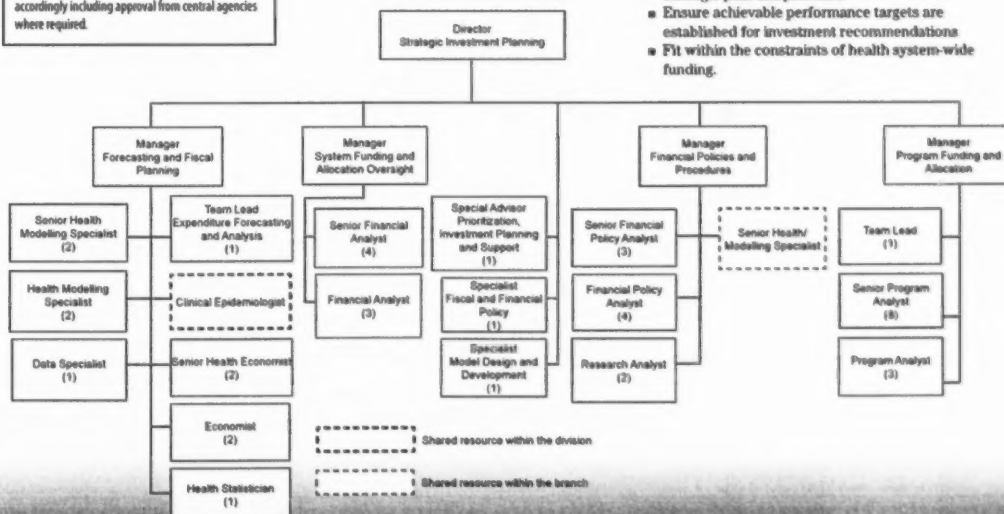 accordingly including approval from central agencies
where required.
■ Ensure achievable performance targets are
established for investment recommendations
■ Fit within the constraints of health system-wide
funding.
Director
Strategic Investment Planning
Manager
Forecasting and Fiscal
Planning
Manager
System Funding and
Allocation Oversight
Manager
Financial Policies and
Procedures
Manager
Program Funding and
Allocation
Senior Health
Modelling Specialist
(2)
Team Lead
Expenditure Forecasting
and Analysis
(1)
Health Modelling
Specialist
(2)
Clinical Epidemiologist
Data Specialist
(1)
Senior Health Economist
(2)
Economist
(2)
Health Statistician
(1)
Senior Financial
Analyst
(4)
Financial Analyst
(3)
Special Advisor
Prioritization,
Investment Planning
and Support
(1)
Specialist
Fiscal and Financial
Policy
(1)
Specialist
Model Design and
Development
(1)
Senior Financial
Policy Analyst
(3)
Senior Health/
Modelling Specialist
Financial Policy
Analyst
(4)
Research Analyst
(2)
Team Lead
(1)
Senior Program
Analyst
(8)
Program Analyst
(3)
Shared resource within the division
Shared resource within the branch